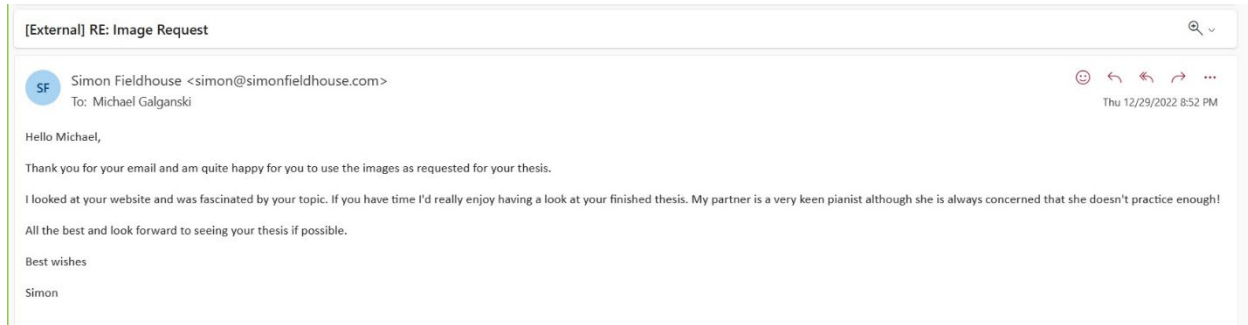 [External] RE: Image Request
SF
Simon Fieldhouse <simon@simonfieldhouse.com>
To: Michael Galganski
Thu 12/29/2022 8:52 PM
Hello Michael,
Thank you for your email and am quite happy for you to use the images as requested for your thesis.
I looked at your website and was fascinated by your topic. If you have time I'd really enjoy having a look at your finished thesis. My partner is a very keen pianist although she is always concerned that she doesn't practice enough!
All the best and look forward to seeing your thesis if possible.
Best wishes
Simon